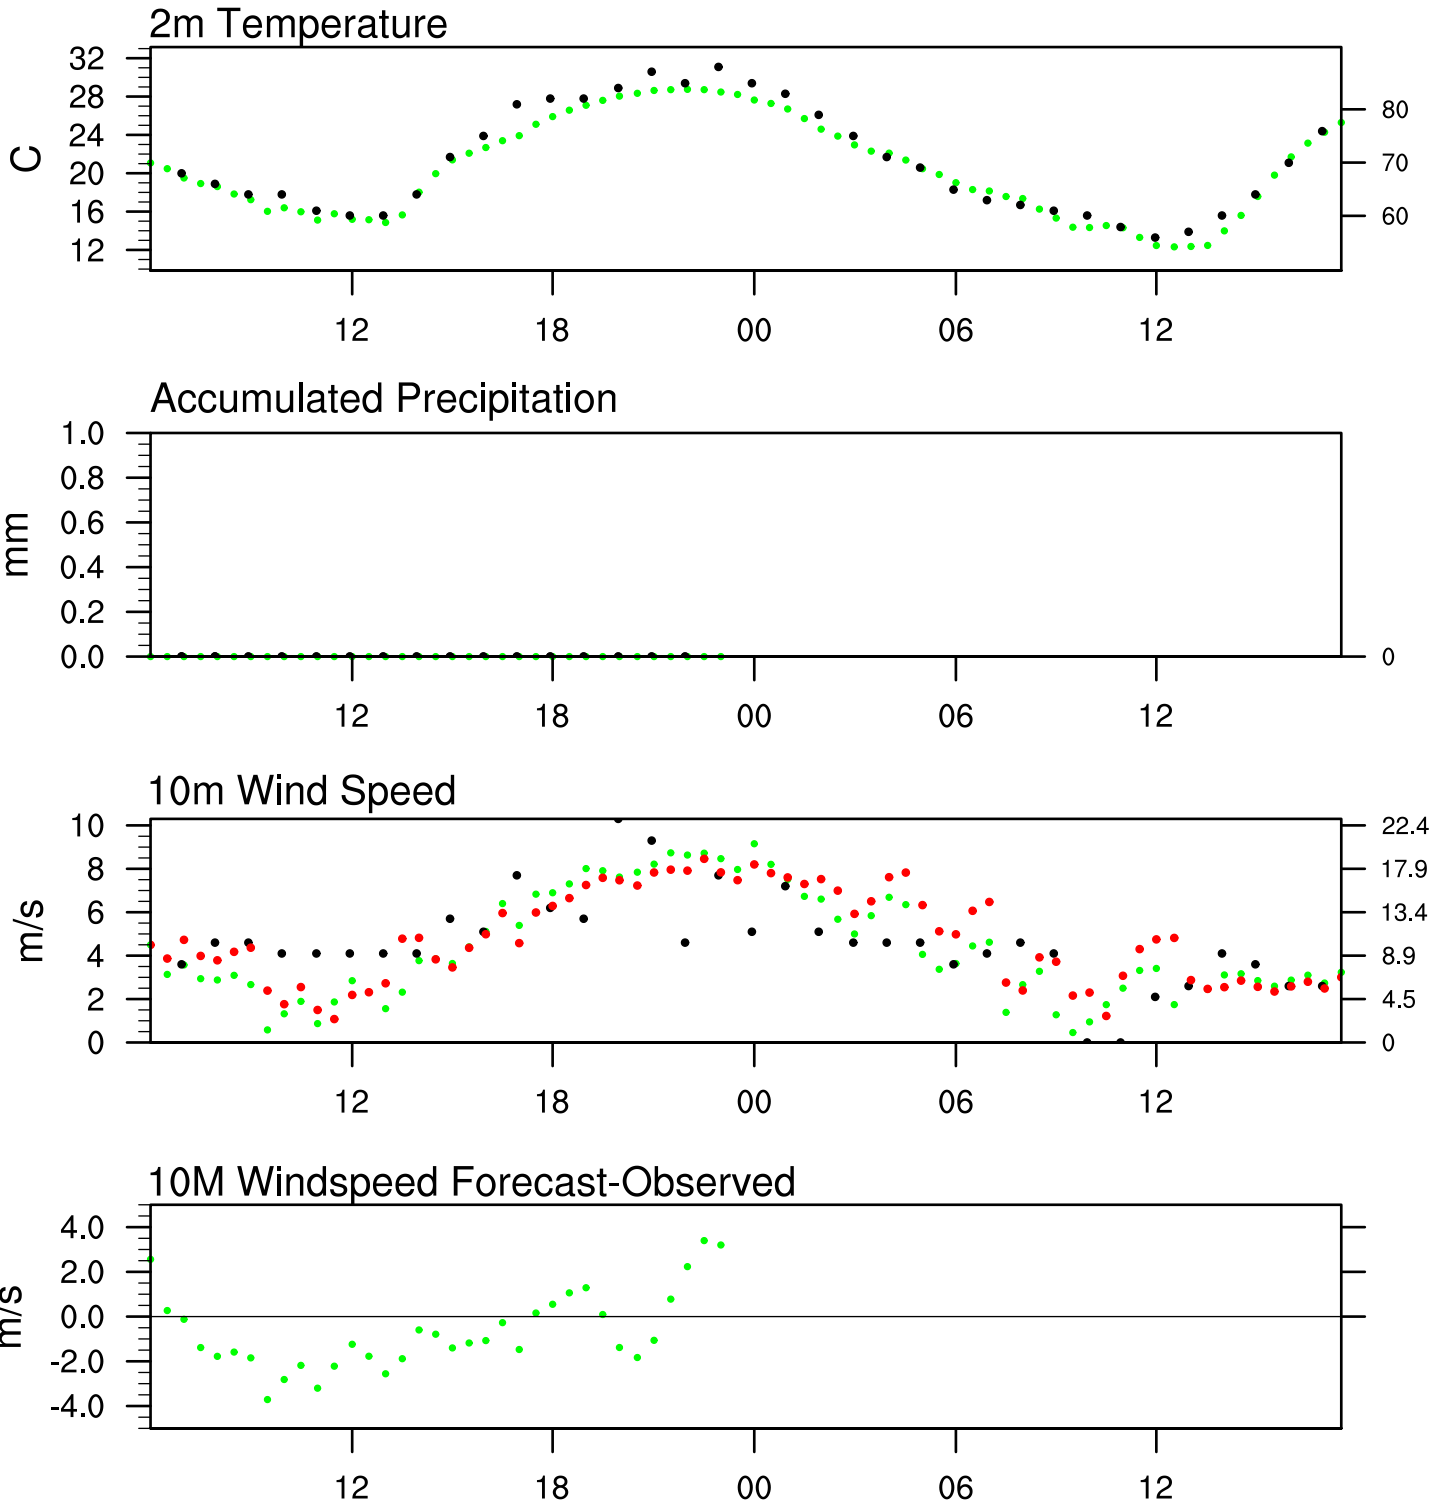 2m Temperature
32
28
24
20
16
12
C
80
70
60
12 18 00 06 12
Accumulated Precipitation
1.0
0.8
0.6
0.4
0.2
0.0
mm
0
12 18 00 06 12
10m Wind Speed
10
8
6
4
2
0
m/s
22.4
17.9
13.4
8.9
4.5
0
12 18 00 06 12
10M Windspeed Forecast-Observed
4.0
2.0
0.0
-2.0
-4.0
m/s
12 18 00 06 12